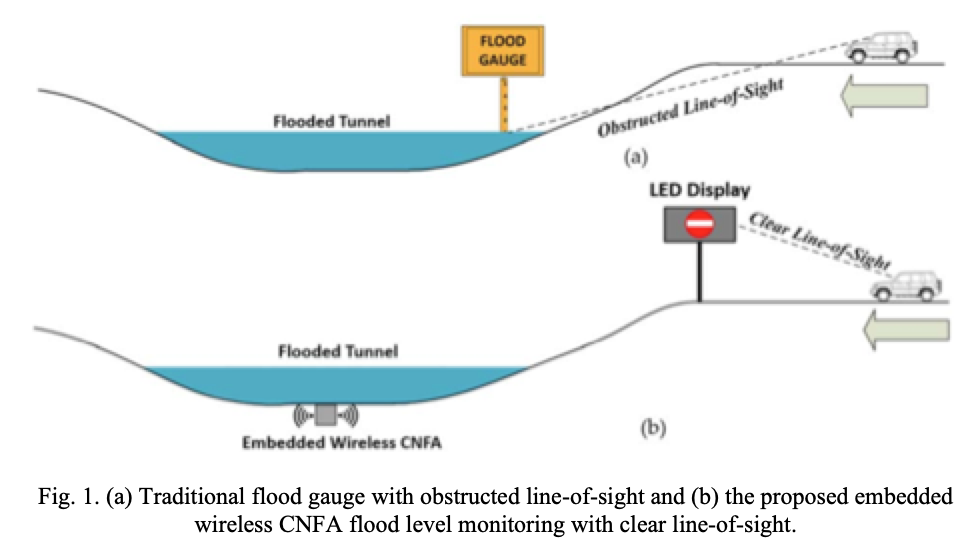 FLOOD
GAUGE
Flooded Tunnel
Obstructed Line-of-Sight
(a)
LED Display
Clear Line-of-Sight
Flooded Tunnel
Embedded Wireless CNFA
(b)
Fig. 1. (a) Traditional flood gauge with obstructed line-of-sight and (b) the proposed embedded
wireless CNFA flood level monitoring with clear line-of-sight.